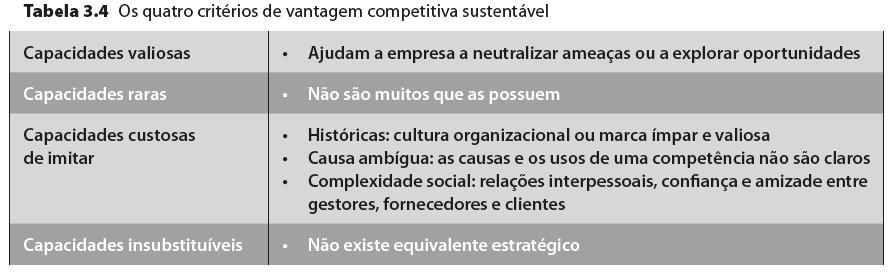 Tabela 3.4 Os quatro critérios de vantagem competitiva sustentável
Capacidades valiosas • Ajudam a empresa a neutralizar ameaças ou a explorar oportunidades
Capacidades raras • Não são muitos que as possuem
Capacidades custosas • Históricas: cultura organizacional ou marca ímpar e valiosa
de imitar • Causa ambígua: as causas e os usos de uma competência não são claros
• Complexidade social: relações interpessoais, confiança e amizade entre
gestores, fornecedores e clientes
Capacidades insubstituíveis • Não existe equivalente estratégico